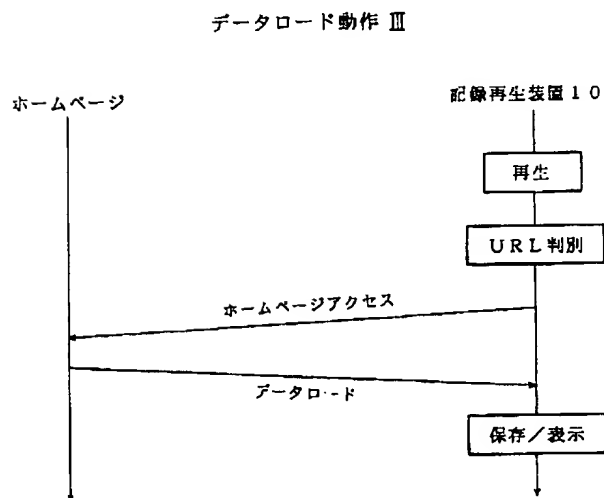 データロード動作 Ⅲ
ホームページ
記録再生装置10
再生
URL判別
ホームページアクセス
データロード
保存/表示